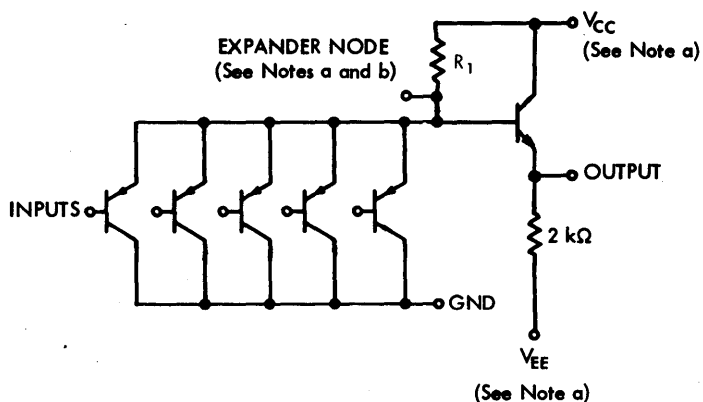 EXPANDER NODE
(See Notes a and b)
R1
VCC
(See Note a)
INPUTS
OUTPUT
2 kΩ
GND
VEE
(See Note a)